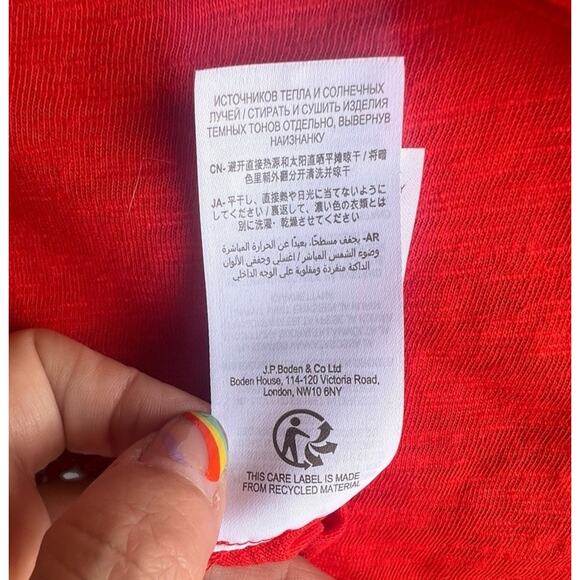 ИСТОЧНИКОВ ТЕПЛА И СОЛНЕЧНЫХ
ЛУЧЕЙ / СТИРАТЬ И СУШИТЬ ИЗДЕЛИЯ
ТЕМНЫХ ТОНОВ ОТДЕЛЬНО, ВЫВЕРНУВ
НАИЗНАНКУ
CN- 避开直接热源和太阳直晒平摊晾干 / 将暗
色里朝外翻分开清洗并晾干
JA- 平干し、直接熱や日光に当てないように
してください / 裏返して、濃い色の衣類とは
別に洗濯・乾燥させてください
AR- يجفف مسطحًا، بعيدًا عن الحرارة المباشرة
وضوء الشمس المباشر / اغسلي وجففي الألوان
الداكنة منفردة ومقلوبة على الوجه الداخلي
J.P.Boden & Co Ltd
Boden House, 114-120 Victoria Road,
London, NW10 6NY
THIS CARE LABEL IS MADE
FROM RECYCLED MATERIAL